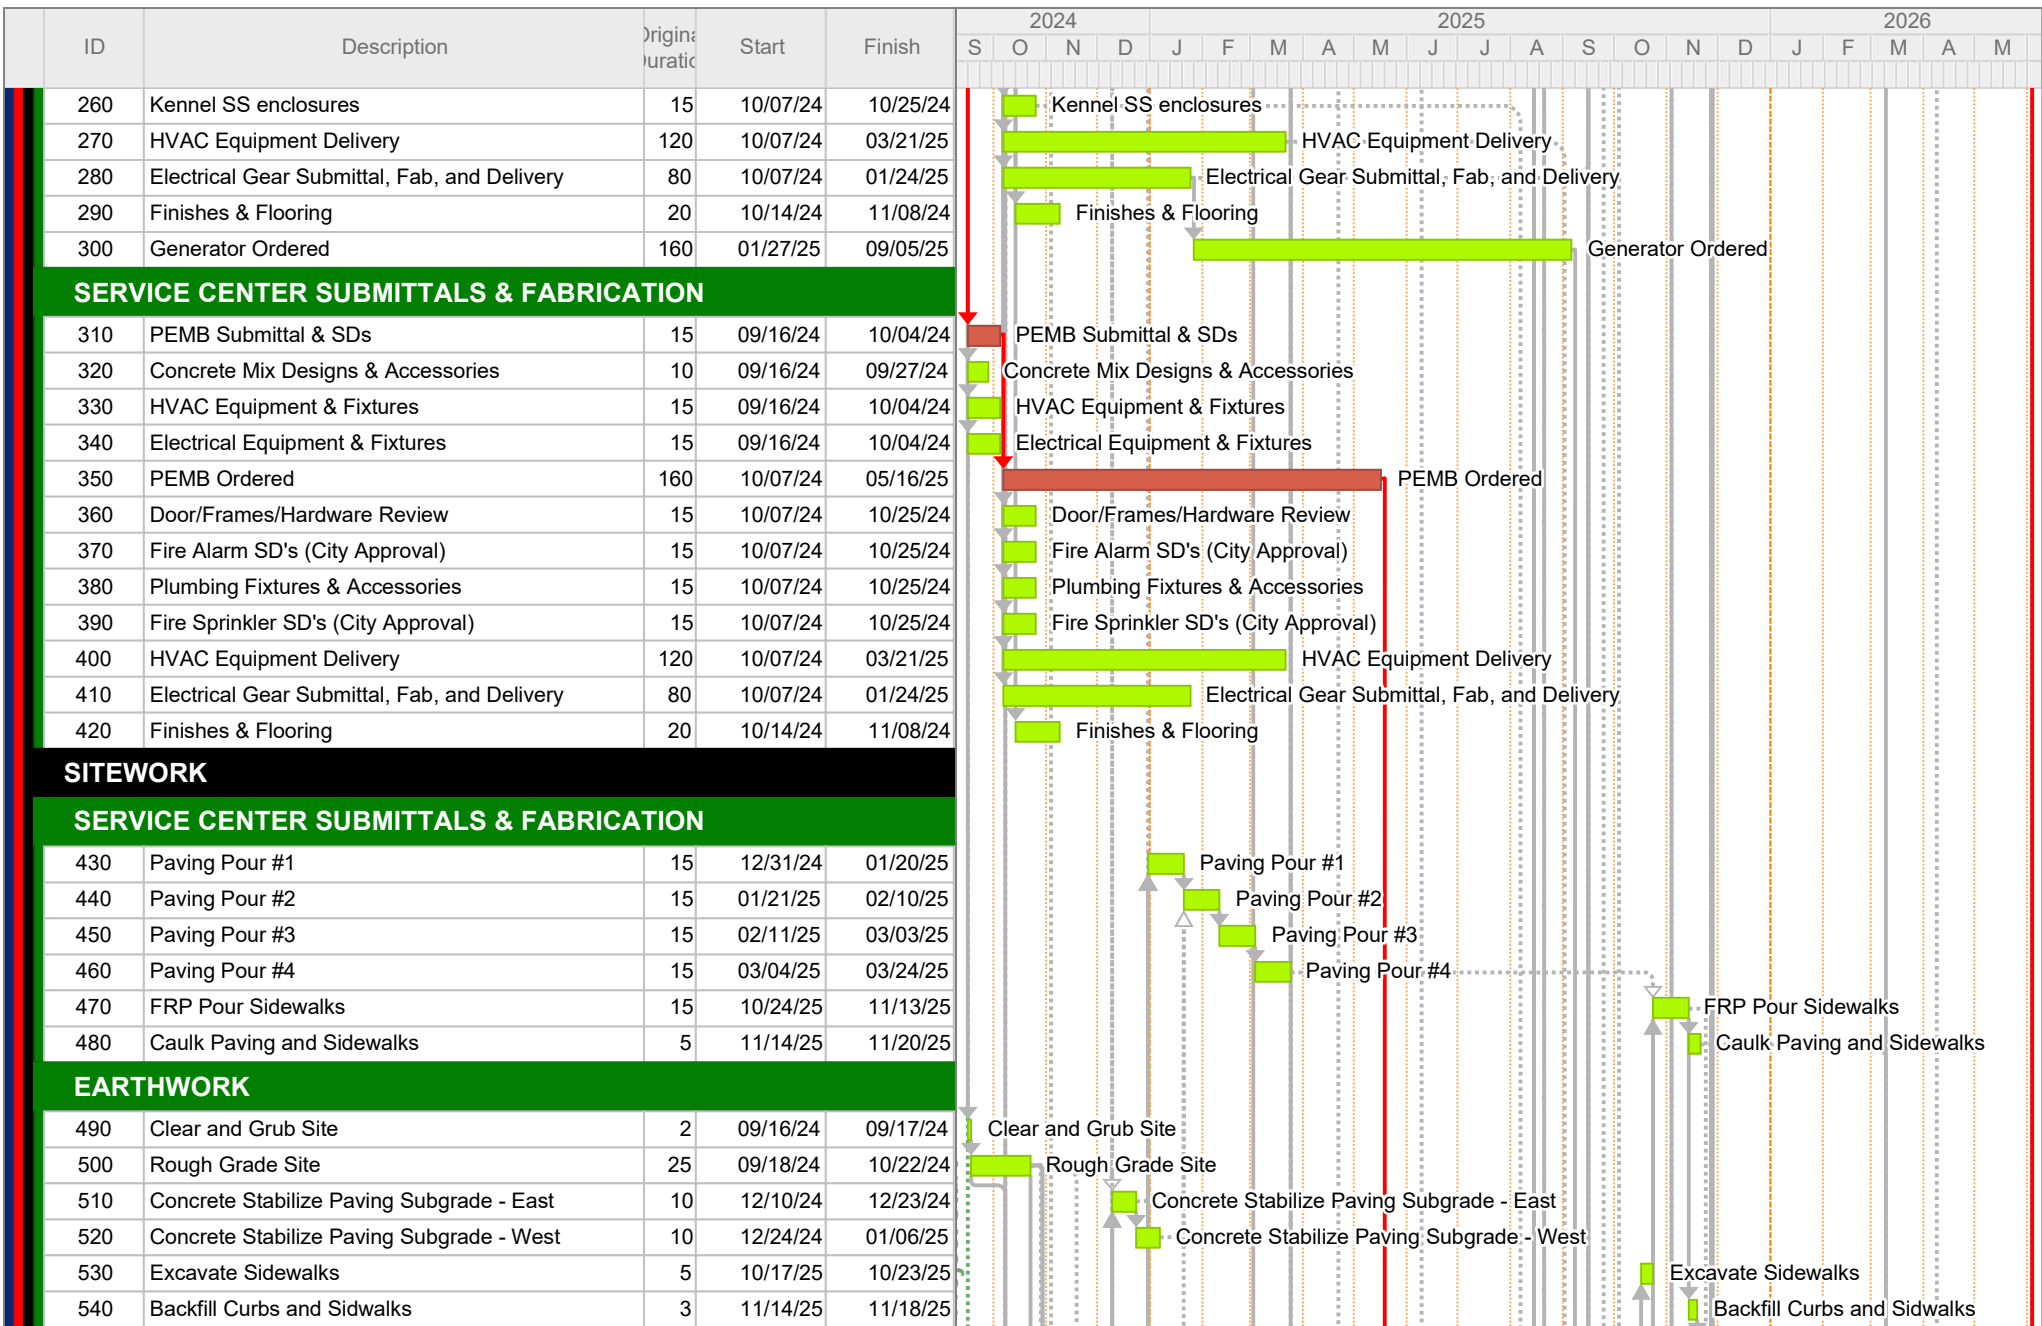 2024 2025 2026
ID Description Original Duration Start Finish S O N D J F M A M J J A S O N D J F M A M
260 Kennel SS enclosures 15 10/07/24 10/25/24 Kennel SS enclosures
270 HVAC Equipment Delivery 120 10/07/24 03/21/25 HVAC Equipment Delivery
280 Electrical Gear Submittal, Fab, and Delivery 80 10/07/24 01/24/25 Electrical Gear Submittal, Fab, and Delivery
290 Finishes & Flooring 20 10/14/24 11/08/24 Finishes & Flooring
300 Generator Ordered 160 01/27/25 09/05/25 Generator Ordered
SERVICE CENTER SUBMITTALS & FABRICATION
310 PEMB Submittal & SDs 15 09/16/24 10/04/24 PEMB Submittal & SDs
320 Concrete Mix Designs & Accessories 10 09/16/24 09/27/24 Concrete Mix Designs & Accessories
330 HVAC Equipment & Fixtures 15 09/16/24 10/04/24 HVAC Equipment & Fixtures
340 Electrical Equipment & Fixtures 15 09/16/24 10/04/24 Electrical Equipment & Fixtures
350 PEMB Ordered 160 10/07/24 05/16/25 PEMB Ordered
360 Door/Frames/Hardware Review 15 10/07/24 10/25/24 Door/Frames/Hardware Review
370 Fire Alarm SD's (City Approval) 15 10/07/24 10/25/24 Fire Alarm SD's (City Approval)
380 Plumbing Fixtures & Accessories 15 10/07/24 10/25/24 Plumbing Fixtures & Accessories
390 Fire Sprinkler SD's (City Approval) 15 10/07/24 10/25/24 Fire Sprinkler SD's (City Approval)
400 HVAC Equipment Delivery 120 10/07/24 03/21/25 HVAC Equipment Delivery
410 Electrical Gear Submittal, Fab, and Delivery 80 10/07/24 01/24/25 Electrical Gear Submittal, Fab, and Delivery
420 Finishes & Flooring 20 10/14/24 11/08/24 Finishes & Flooring
SITEWORK
SERVICE CENTER SUBMITTALS & FABRICATION
430 Paving Pour #1 15 12/31/24 01/20/25 Paving Pour #1
440 Paving Pour #2 15 01/21/25 02/10/25 Paving Pour #2
450 Paving Pour #3 15 02/11/25 03/03/25 Paving Pour #3
460 Paving Pour #4 15 03/04/25 03/24/25 Paving Pour #4
470 FRP Pour Sidewalks 15 10/24/25 11/13/25 FRP Pour Sidewalks
480 Caulk Paving and Sidewalks 5 11/14/25 11/20/25 Caulk Paving and Sidewalks
EARTHWORK
490 Clear and Grub Site 2 09/16/24 09/17/24 Clear and Grub Site
500 Rough Grade Site 25 09/18/24 10/22/24 Rough Grade Site
510 Concrete Stabilize Paving Subgrade - East 10 12/10/24 12/23/24 Concrete Stabilize Paving Subgrade - East
520 Concrete Stabilize Paving Subgrade - West 10 12/24/24 01/06/25 Concrete Stabilize Paving Subgrade - West
530 Excavate Sidewalks 5 10/17/25 10/23/25 Excavate Sidewalks
540 Backfill Curbs and Sidwalks 3 11/14/25 11/18/25 Backfill Curbs and Sidwalks